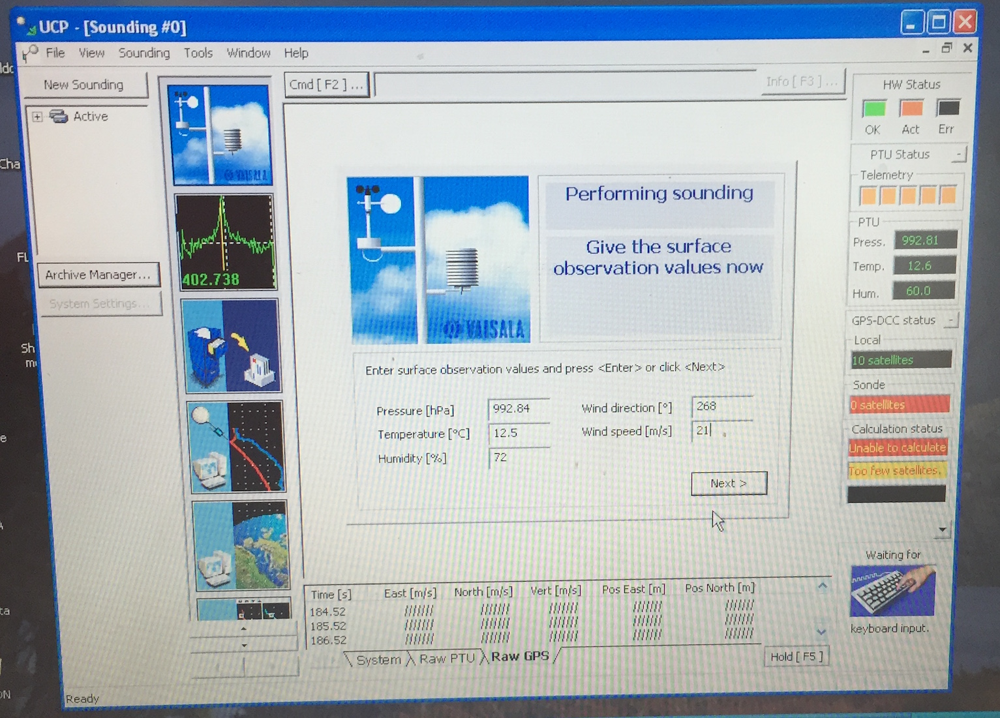 UCP - [Sounding #0]
File View Sounding Tools Window Help
New Sounding
Active
Archive Manager...
System Settings...
VAISALA
402.738
Cmd [ F2 ] ...
Info [ F3 ] ...
VAISALA
Performing sounding
Give the surface
observation values now
Enter surface observation values and press <Enter> or click <Next>
Pressure [hPa] 992.84 Wind direction [°] 268
Temperature [°C] 12.5 Wind speed [m/s] 21
Humidity [%] 72
Next >
Time [s] East [m/s] North [m/s] Vert [m/s] Pos East [m] Pos North [m]
184.52 /////// /////// /////// /////// ///////
185.52 /////// /////// /////// /////// ///////
186.52 /////// /////// /////// /////// ///////
System Raw PTU Raw GPS
Hold [ F5 ]
HW Status
OK Act Err
PTU Status -
Telemetry
PTU
Press. 992.81
Temp. 12.6
Hum. 60.0
GPS-DCC status -
Local
10 satellites
Sonde
0 satellites
Calculation status
Unable to calculate
Too few satellites.
Waiting for
keyboard input.
Ready